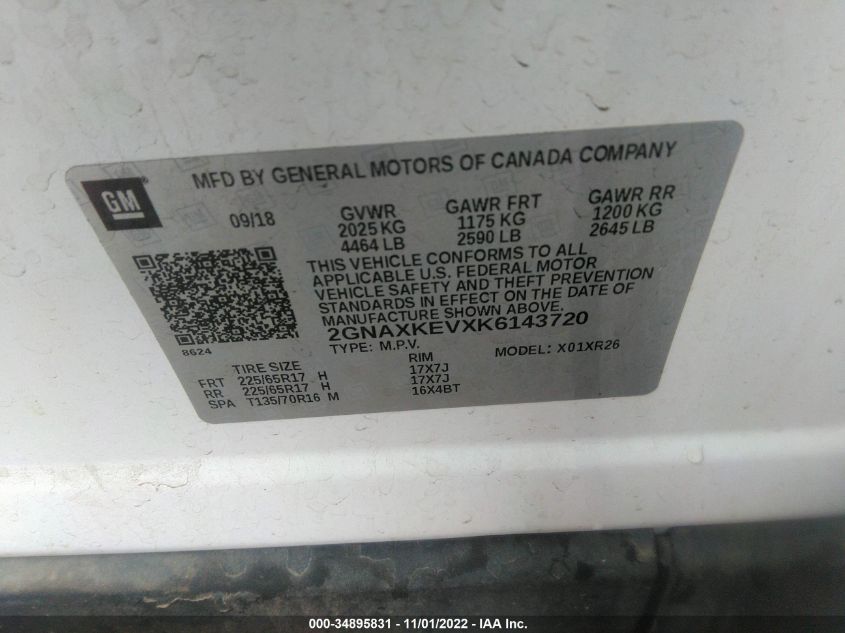 GM
MFD BY GENERAL MOTORS OF CANADA COMPANY
09/18 GVWR GAWR FRT GAWR RR
2025 KG 1175 KG 1200 KG
4464 LB 2590 LB 2645 LB
THIS VEHICLE CONFORMS TO ALL
APPLICABLE U.S. FEDERAL MOTOR
VEHICLE SAFETY AND THEFT PREVENTION
STANDARDS IN EFFECT ON THE DATE OF
MANUFACTURE SHOWN ABOVE.
2GNAXKEVXK6143720
8624 TYPE: M.P.V. MODEL: X01XR26
TIRE SIZE RIM
FRT 225/65R17 H 17X7J
RR 225/65R17 H 17X7J
SPA T135/70R16 M 16X4BT
000-34895831 - 11/01/2022 - IAA Inc.